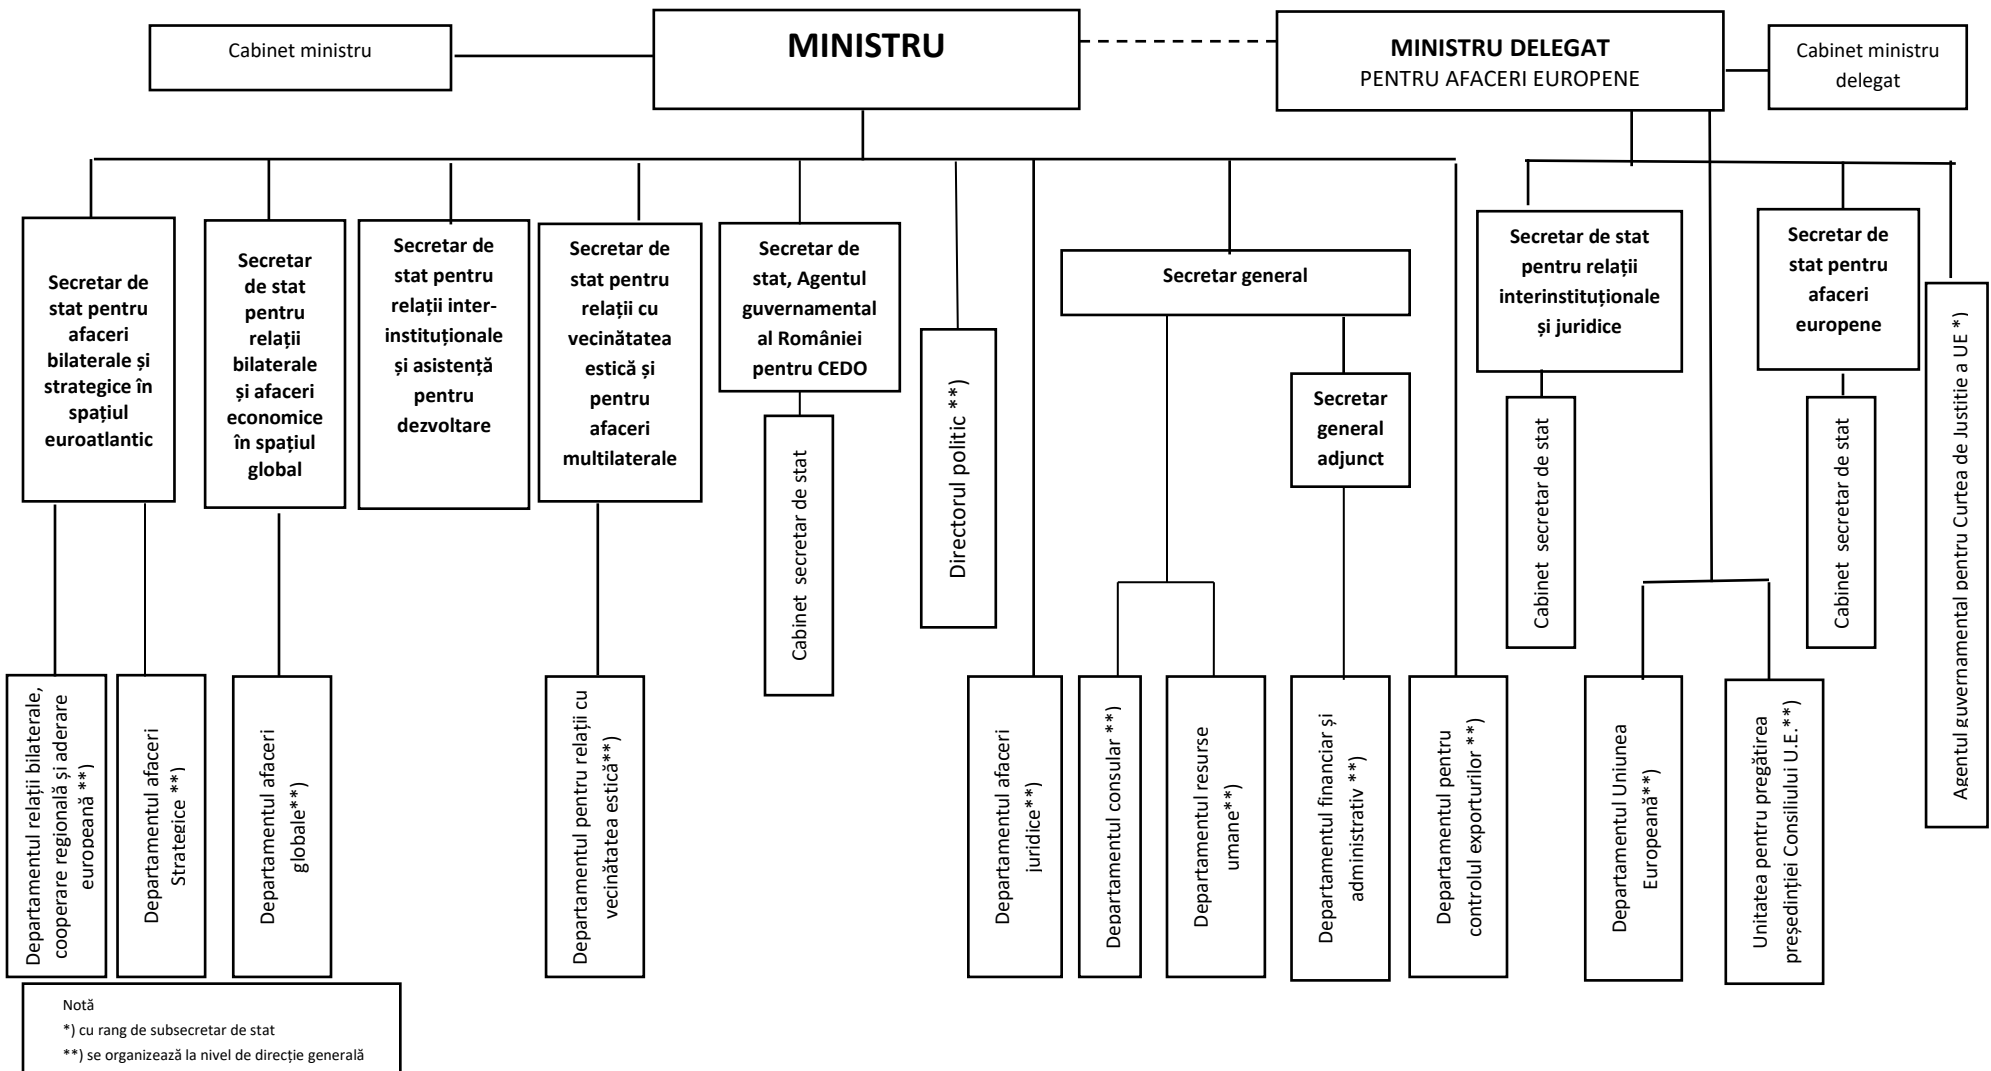 Cabinet ministru
MINISTRU
MINISTRU DELEGAT
PENTRU AFACERI EUROPENE
Cabinet ministru
delegat
Secretar de
stat pentru
afaceri
bilaterale și
strategice în
spațiul
euroatlantic
Secretar
de stat
pentru
relații
bilaterale
și afaceri
economice
în spațiul
global
Secretar de
stat pentru
relații inter-
instituționale
și asistență
pentru
dezvoltare
Secretar de
stat pentru
relații cu
vecinătatea
estică și
pentru
afaceri
multilaterale
Secretar de
stat, Agentul
guvernamental
al României
pentru CEDO
Cabinet secretar de stat
Directorul politic **)
Secretar general
Secretar
general
adjunct
Secretar de stat
pentru relații
interinstituționale
și juridice
Cabinet secretar de stat
Secretar de
stat pentru
afaceri
europene
Cabinet secretar de stat
Agentul guvernamental pentru Curtea de Justitie a UE *)
Departamentul relații bilaterale,
cooperare regională și aderare
europeană **)
Departamentul afaceri
Strategice **)
Departamentul afaceri
globale**)
Departamentul pentru relații cu
vecinătatea estică**)
Departamentul afaceri
juridice**)
Departamentul consular **)
Departamentul resurse
umane**)
Departamentul financiar și
administrativ **)
Departamentul pentru
controlul exporturilor **)
Departamentul Uniunea
Europeană**)
Unitatea pentru pregătirea
președinției Consiliului U.E.**)
Notă
*) cu rang de subsecretar de stat
**) se organizează la nivel de direcție generală